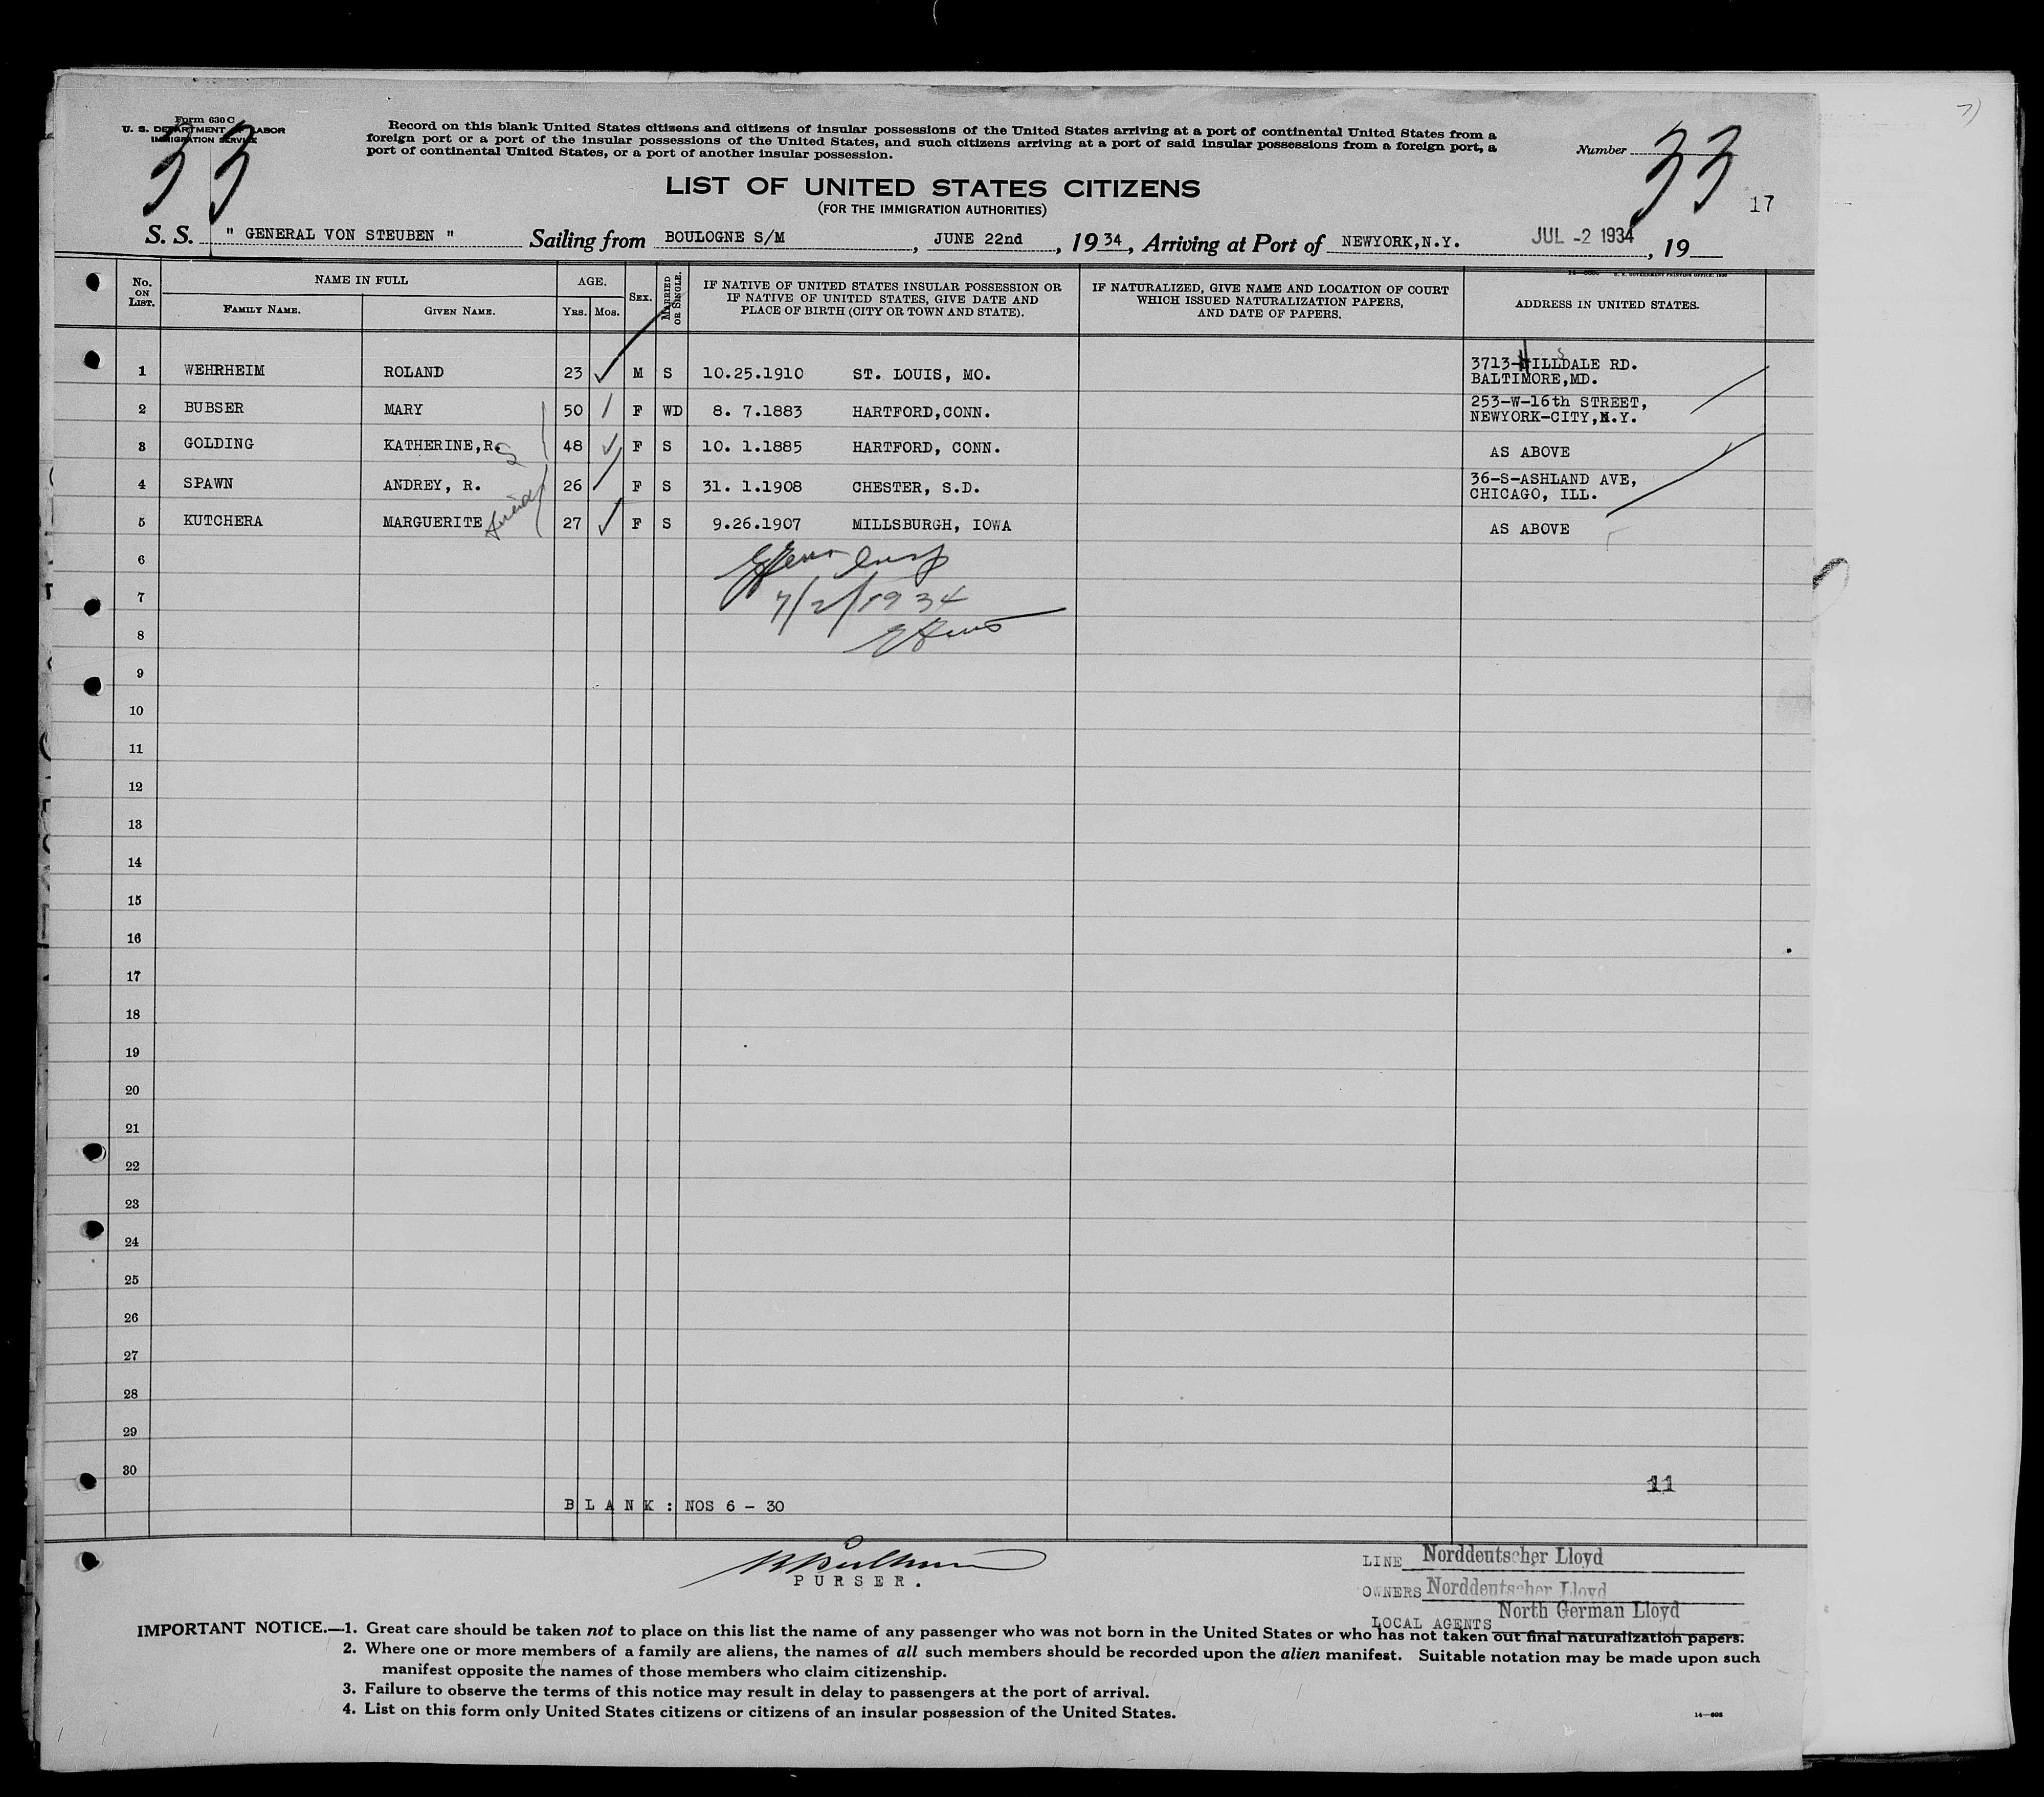 Form 630 C
U. S. DEPARTMENT OF LABOR
IMMIGRATION SERVICE
33
Record on this blank United States citizens and citizens of insular possessions of the United States arriving at a port of continental United States from a
foreign port or a port of the insular possessions of the United States, and such citizens arriving at a port of said insular possessions from a foreign port, a
port of continental United States, or a port of another insular possession.
Number 33
17
LIST OF UNITED STATES CITIZENS
(FOR THE IMMIGRATION AUTHORITIES)
S. S. " GENERAL VON STEUBEN " Sailing from BOULOGNE S/M, JUNE 22nd, 1934, Arriving at Port of NEWYORK,N.Y. JUL -2 1934, 19
No. ON LIST. NAME IN FULL FAMILY NAME. GIVEN NAME. AGE. YRS. MOS. SEX. MARRIED OR SINGLE. IF NATIVE OF UNITED STATES INSULAR POSSESSION OR IF NATIVE OF UNITED STATES, GIVE DATE AND PLACE OF BIRTH (CITY OR TOWN AND STATE). IF NATURALIZED, GIVE NAME AND LOCATION OF COURT WHICH ISSUED NATURALIZATION PAPERS, AND DATE OF PAPERS. ADDRESS IN UNITED STATES.
1 WEHRHEIM ROLAND 23 M S 10.25.1910 ST. LOUIS, MO. 3713-HILLDALE RD.
BALTIMORE,MD.
2 BUBSER MARY 50 F WD 8. 7.1883 HARTFORD,CONN. 253-W-16th STREET,
NEWYORK-CITY,N.Y.
3 GOLDING KATHERINE,R. 48 F S 10. 1.1885 HARTFORD, CONN. AS ABOVE
4 SPAWN ANDREY, R. 26 F S 31. 1.1908 CHESTER, S.D. 36-S-ASHLAND AVE,
CHICAGO, ILL.
5 KUTCHERA MARGUERITE 27 F S 9.26.1907 MILLSBURGH, IOWA AS ABOVE
6
7 7/2/1934
8
9
10
11
12
13
14
15
16
17
18
19
20
21
22
23
24
25
26
27
28
29
30
11
BLANK: NOS 6 - 30
PURSER.
LINE Norddeutscher Lloyd
OWNERS Norddeutscher Lloyd
LOCAL AGENTS North German Lloyd
IMPORTANT NOTICE.—1. Great care should be taken not to place on this list the name of any passenger who was not born in the United States or who has not taken out final naturalization papers.
2. Where one or more members of a family are aliens, the names of all such members should be recorded upon the alien manifest. Suitable notation may be made upon such
manifest opposite the names of those members who claim citizenship.
3. Failure to observe the terms of this notice may result in delay to passengers at the port of arrival.
4. List on this form only United States citizens or citizens of an insular possession of the United States.